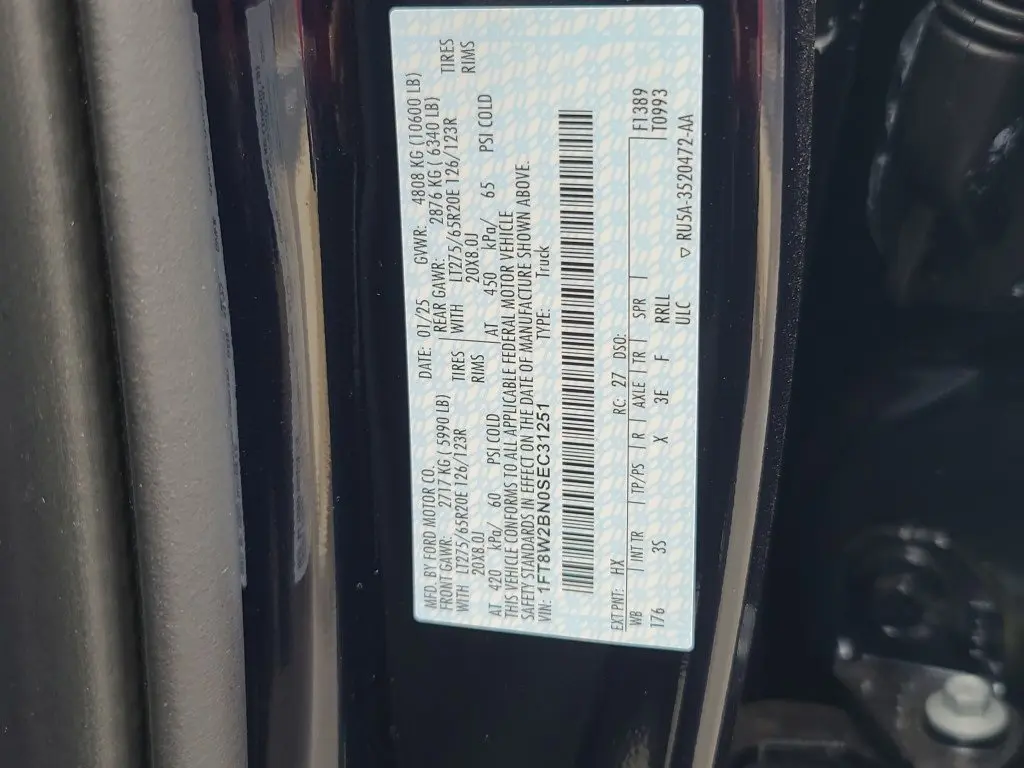 MFD. BY FORD MOTOR CO.
DATE: 01/25 GVWR: 4808 KG (10600 LB)
FRONT GAWR: 2717 KG ( 5990 LB) REAR GAWR: 2876 KG ( 6340 LB)
WITH LT275/65R20E 126/123R TIRES WITH LT275/65R20E 126/123R TIRES
20X8.0J RIMS 20X8.0J RIMS
AT 420 kPa/ 60 PSI COLD AT 450 kPa/ 65 PSI COLD
THIS VEHICLE CONFORMS TO ALL APPLICABLE FEDERAL MOTOR VEHICLE
SAFETY STANDARDS IN EFFECT ON THE DATE OF MANUFACTURE SHOWN ABOVE.
VIN: 1FT8W2BN0SEC31251 TYPE: Truck
EXT PNT: HX RC: 27 DSO: F1389
WB INT TR TP/PS R AXLE TR SPR T0993
176 3S X 3E F RRLL
ULC
RU5A-3520472-AA